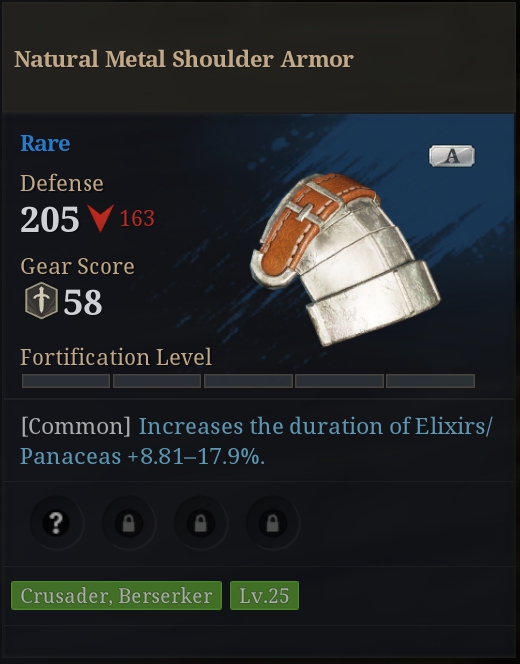 Natural Metal Shoulder Armor
Rare
A
Defense
205 163
Gear Score
58
Fortification Level
[Common] Increases the duration of Elixirs/
Panaceas +8.81–17.9%.
?
Crusader, Berserker Lv.25